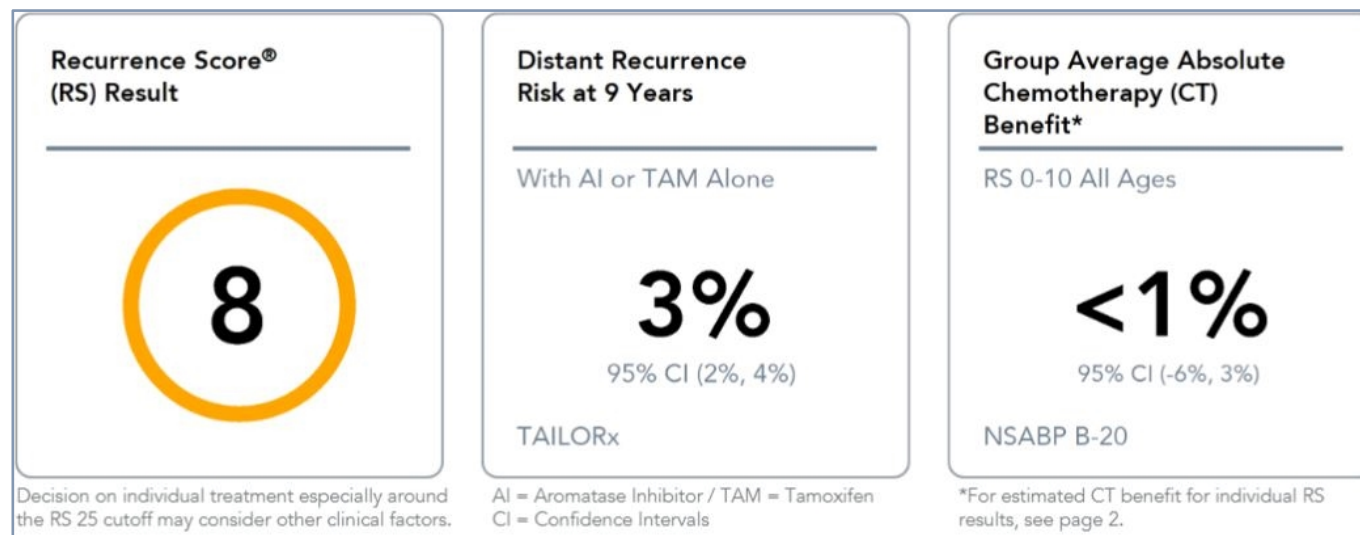 Recurrence Score®
(RS) Result
8
Decision on individual treatment especially around
the RS 25 cutoff may consider other clinical factors.
Distant Recurrence
Risk at 9 Years
With AI or TAM Alone
3%
95% CI (2%, 4%)
TAILORx
AI = Aromatase Inhibitor / TAM = Tamoxifen
CI = Confidence Intervals
Group Average Absolute
Chemotherapy (CT)
Benefit*
RS 0-10 All Ages
<1%
95% CI (-6%, 3%)
NSABP B-20
*For estimated CT benefit for individual RS
results, see page 2.